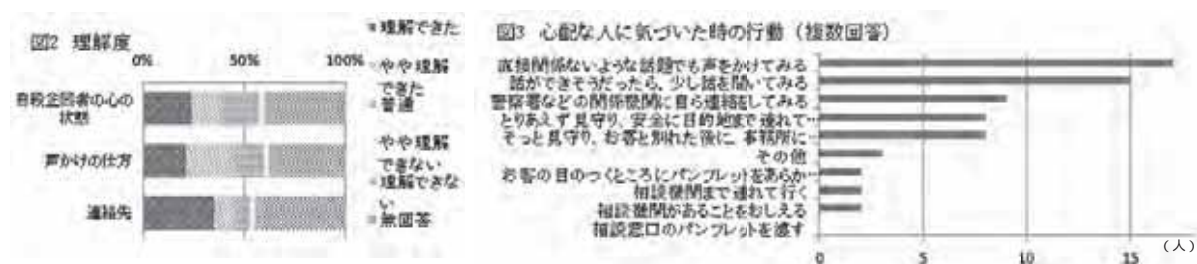 図2 理解度
0% 50% 100%
自殺企図者の心の
状態
声かけの仕方
連絡先
■理解できた
やや理解
できた
普通
やや理解
できない
理解できな
い
無回答
図3 心配な人に気づいた時の行動（複数回答）
直接関係ないような話題でも声をかけてみる
話ができそうだったら、少し話を聞いてみる
警察署などの関係機関に自ら連絡をしてみる
とりあえず見守り、安全に目的地まで連れて…
そっと見守り、お客と別れた後に、事務所に…
その他
お客の目のつくところにパンフレットをあらか…
相談機関まで連れて行く
相談機関があることをおしえる
相談窓口のパンフレットを渡す
0 5 10 15
（人）